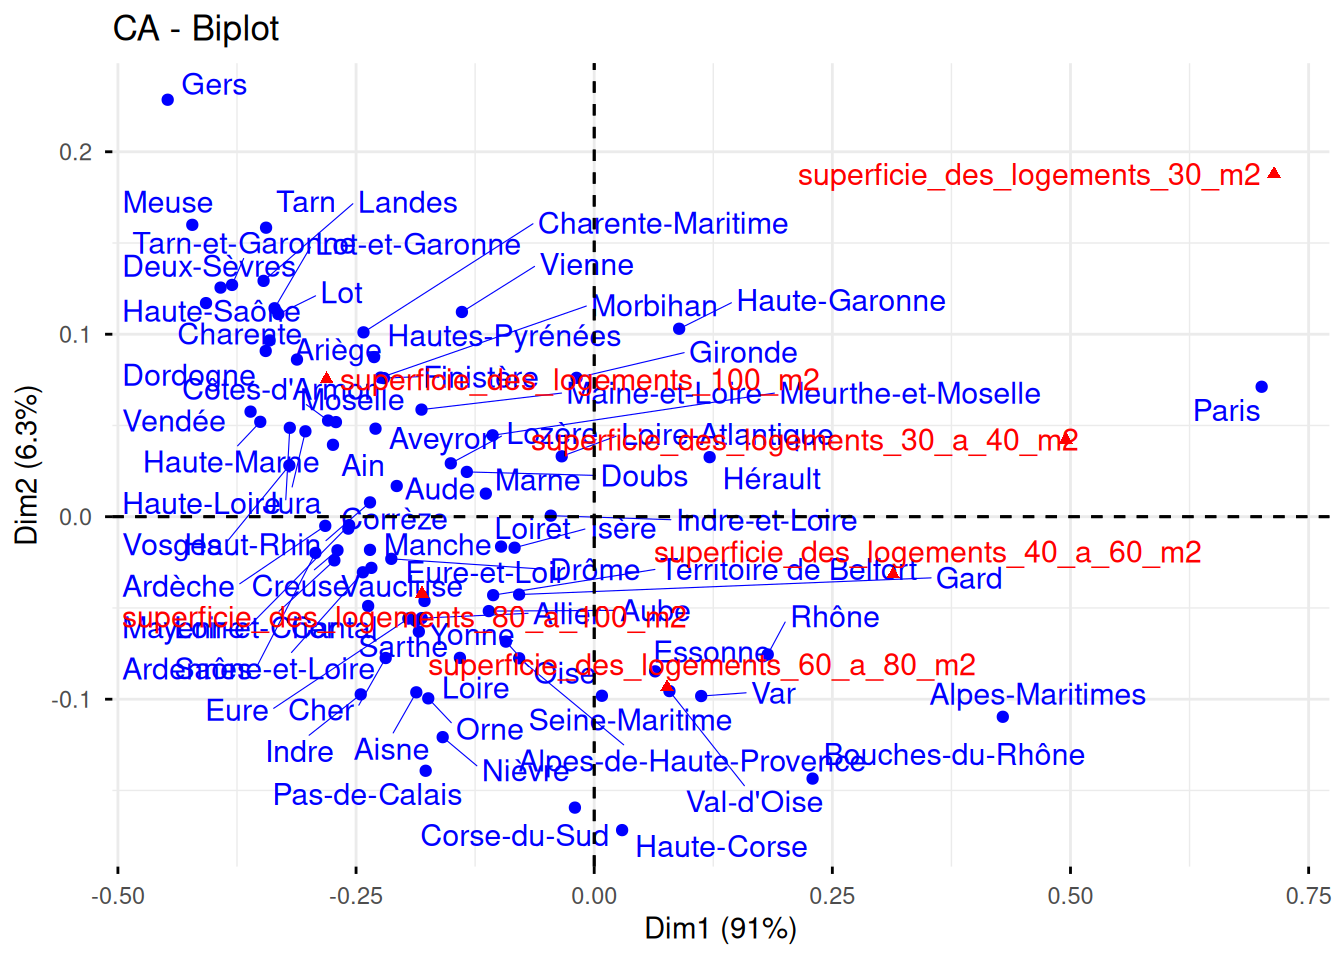 CA - Biplot
Gers
0.2
superficie_des_logements_30_m2
Meuse
Tarn
Landes
Charente-Maritime
Tarn-et-Garonne
Lot-et-Garonne
Deux-Sèvres
Vienne
Lot
Haute-Saône
Morbihan
Haute-Garonne
0.1
Charente
Hautes-Pyrénées
Ariège
Gironde
Dordogne
Finistère
superficie_des_logements_100_m2
Côtes-d'Armor
Maine-et-Loire
Meurthe-et-Moselle
Moselle
Paris
Vendée
Aveyron
Lozère
Loire-Atlantique
superficie_des_logements_30_a_40_m2
Haute-Marne
Ain
Doubs
Hérault
Marne
Aude
Haute-Loire
Jura
0.0
Corrèze
Loiret
Isère
Indre-et-Loire
Vosges
Haut-Rhin
Manche
superficie_des_logements_40_a_60_m2
Ardèche
Creuse
Vaucluse
Eure-et-Loir
Drôme
Territoire de Belfort
Gard
superficie_des_logements_80_a_100_m2
Allier
Aube
Rhône
Mayenne
Loir-et-Cher
Cantal
Yonne
Sarthe
Essonne
Ardennes
Saône-et-Loire
superficie_des_logements_60_a_80_m2
Oise
Loire
Var
Alpes-Maritimes
-0.1
Eure
Cher
Orne
Seine-Maritime
Indre
Aisne
Bouches-du-Rhône
Alpes-de-Haute-Provence
Nièvre
Pas-de-Calais
Val-d'Oise
Corse-du-Sud
Haute-Corse
-0.50
-0.25
0.00
0.25
0.50
0.75
Dim1 (91%)
Dim2 (6.3%)